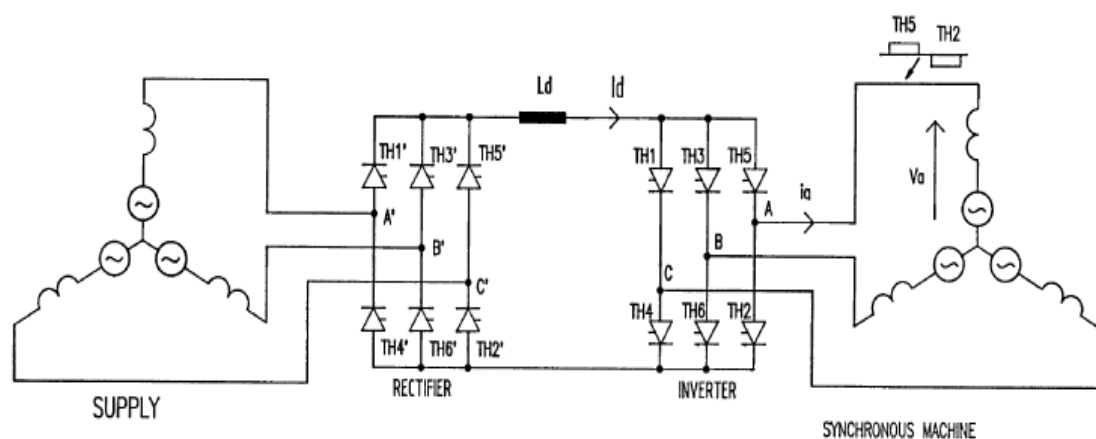 TH5 TH2
Ld Id
TH1' TH3' TH5' TH1 TH3 TH5
ia Va
A' A
B' B
C' C
TH4' TH6' TH2' TH4 TH6 TH2
RECTIFIER INVERTER
SUPPLY
SYNCHRONOUS MACHINE